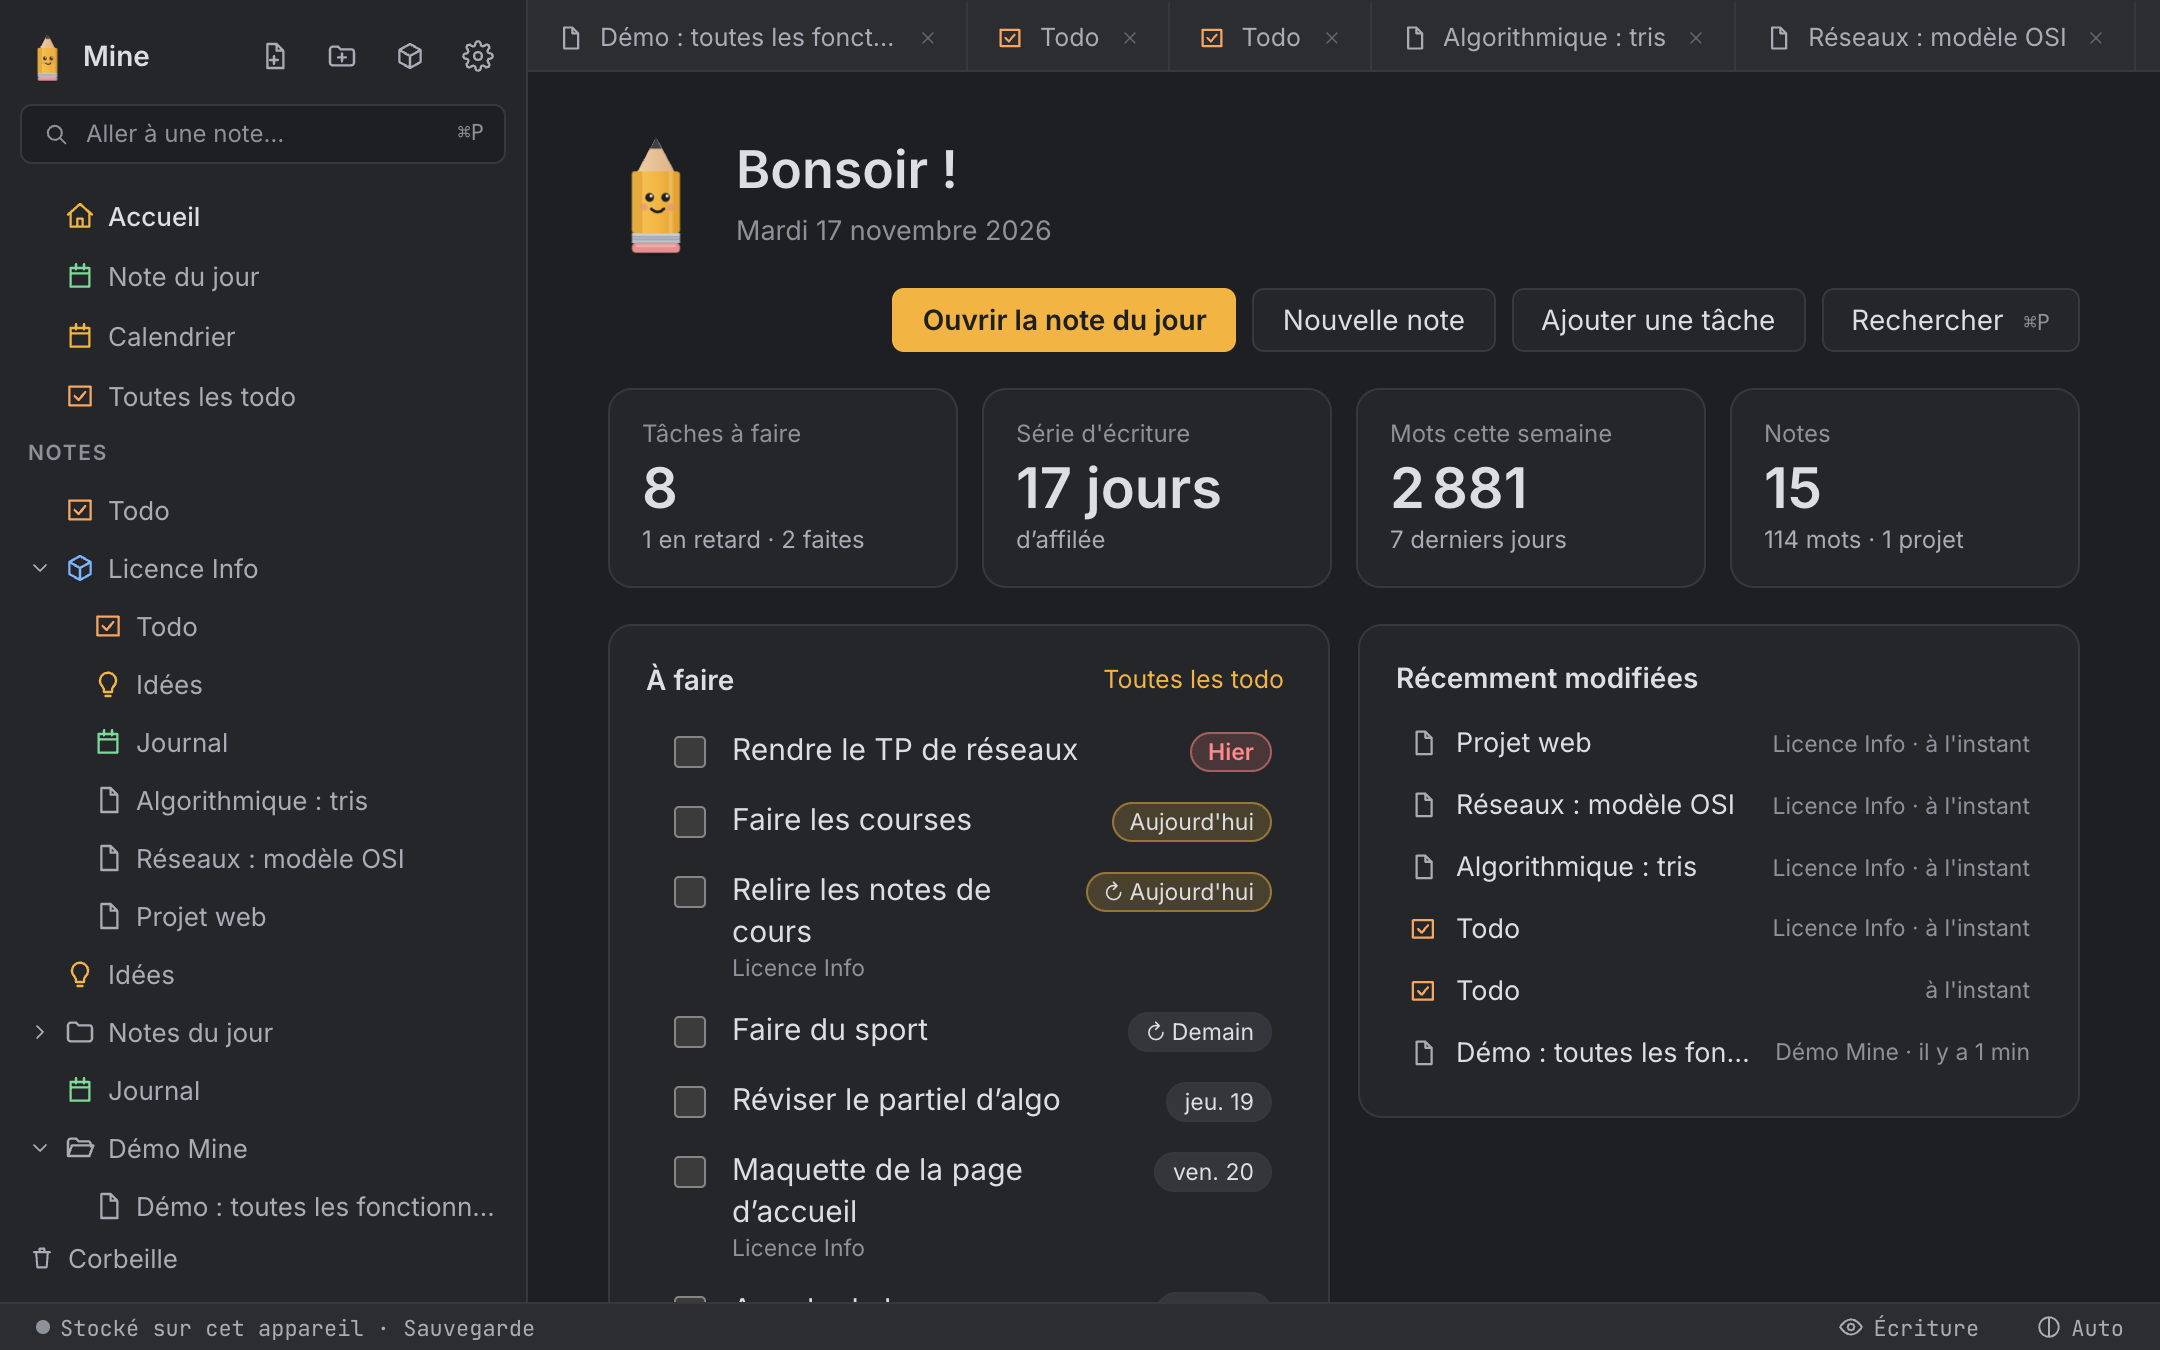 Mine
Aller à une note... ⌘P
Accueil
Note du jour
Calendrier
Toutes les todo
NOTES
Todo
Licence Info
Todo
Idées
Journal
Algorithmique : tris
Réseaux : modèle OSI
Projet web
Idées
Notes du jour
Journal
Démo Mine
Démo : toutes les fonctionn...
Corbeille
Démo : toutes les fonct...
Todo
Todo
Algorithmique : tris
Réseaux : modèle OSI
Bonsoir !
Mardi 17 novembre 2026
Ouvrir la note du jour
Nouvelle note
Ajouter une tâche
Rechercher ⌘P
Tâches à faire
8
1 en retard · 2 faites
Série d'écriture
17 jours
d’affilée
Mots cette semaine
2 881
7 derniers jours
Notes
15
114 mots · 1 projet
À faire
Toutes les todo
Rendre le TP de réseaux Hier
Faire les courses Aujourd'hui
Relire les notes de ↻ Aujourd'hui
cours
Licence Info
Faire du sport ↻ Demain
Réviser le partiel d’algo jeu. 19
Maquette de la page ven. 20
d’accueil
Licence Info
Récemment modifiées
Projet web Licence Info · à l'instant
Réseaux : modèle OSI Licence Info · à l'instant
Algorithmique : tris Licence Info · à l'instant
Todo Licence Info · à l'instant
Todo à l'instant
Démo : toutes les fon... Démo Mine · il y a 1 min
Stocké sur cet appareil · Sauvegarde
Écriture
Auto